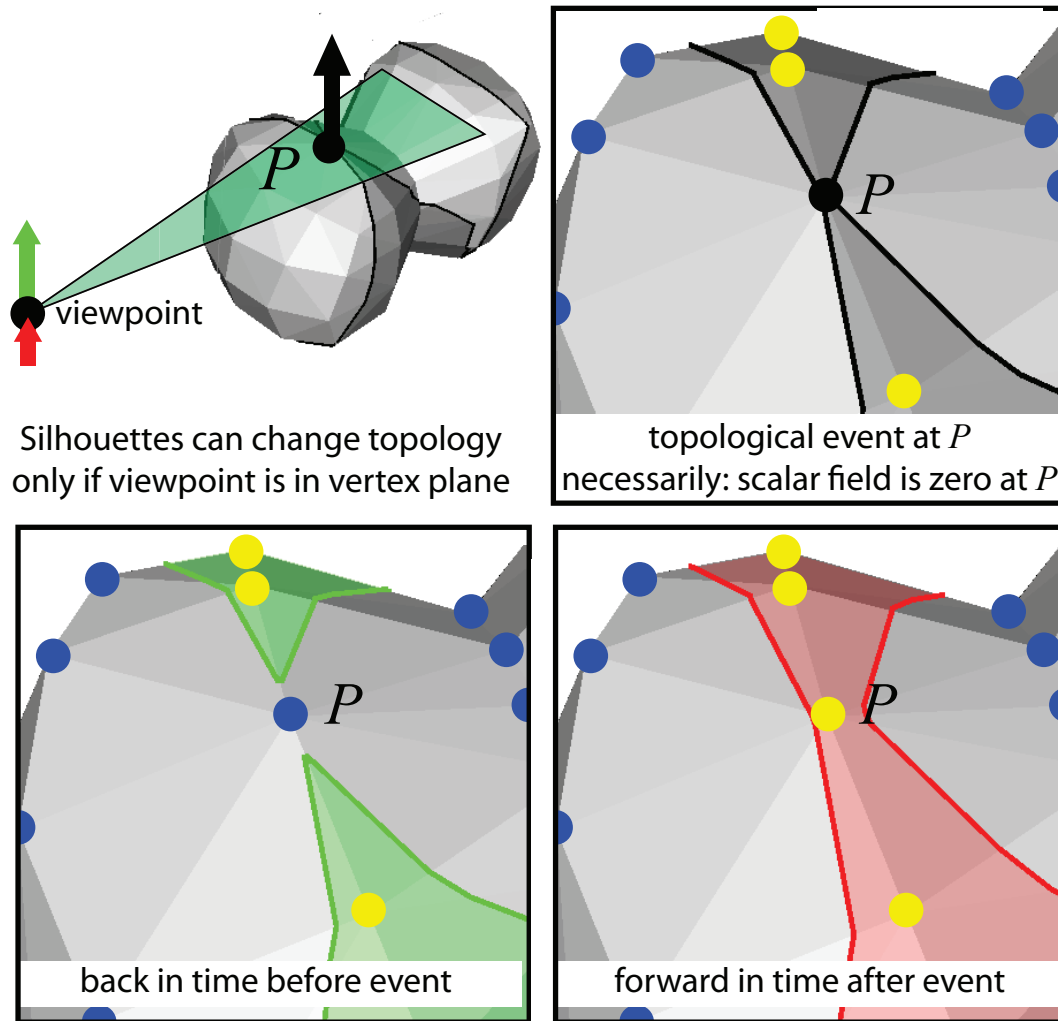 P
viewpoint
Silhouettes can change topology
only if viewpoint is in vertex plane
P
topological event at P
necessarily: scalar field is zero at P
P
back in time before event
P
forward in time after event